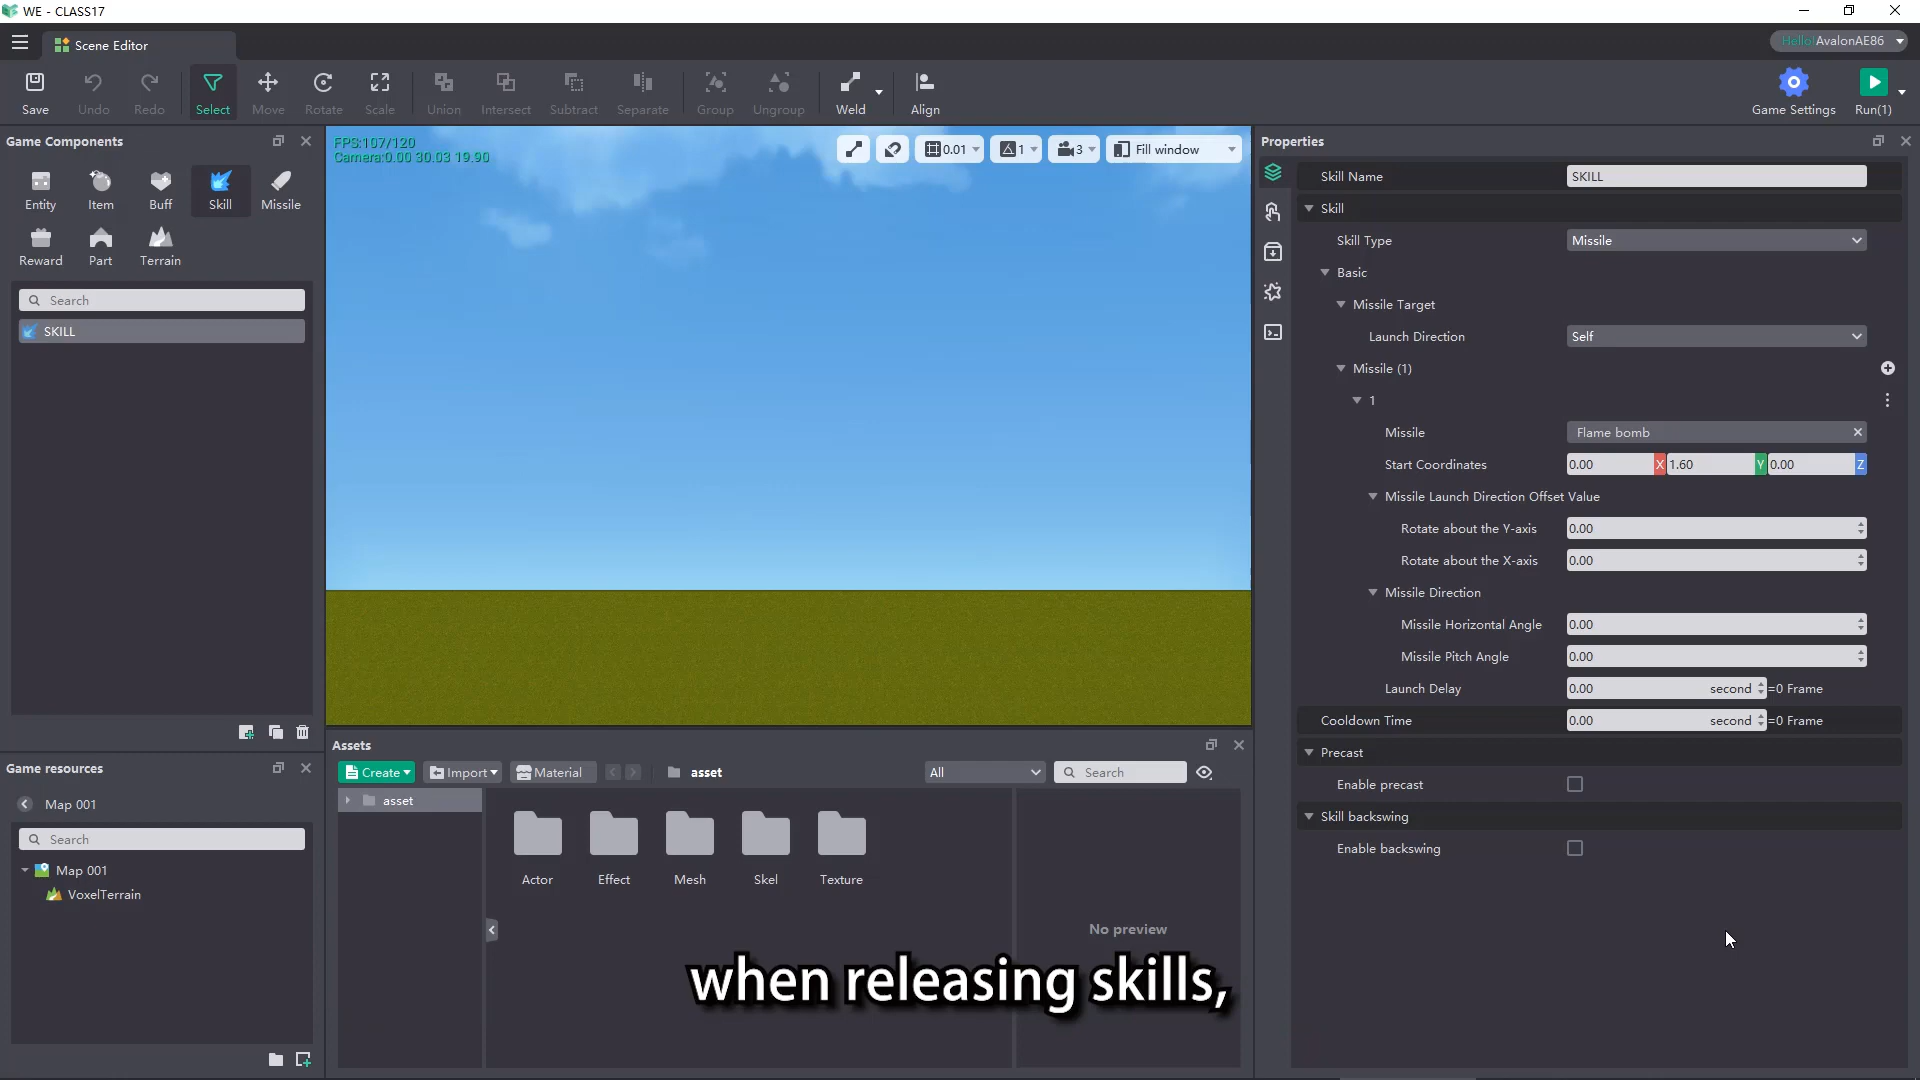 WE - CLASS17
Scene Editor
Hello! AvalonAE86
Save
Undo
Redo
Select
Move
Rotate
Scale
Union
Intersect
Subtract
Separate
Group
Ungroup
Weld
Align
Game Settings
Run(1)
Game Components
Entity
Item
Buff
Skill
Missile
Reward
Part
Terrain
Search
SKILL
Game resources
Map 001
Search
Map 001
VoxelTerrain
FPS:107/120
Camera:0.00 30.03 19.90
0.01
1
3
Fill window
Assets
Create
Import
Material
asset
All
Search
asset
Actor
Effect
Mesh
Skel
Texture
No preview
when releasing skills,
Properties
Skill Name SKILL
Skill
Skill Type Missile
Basic
Missile Target
Launch Direction Self
Missile (1)
1
Missile Flame bomb
Start Coordinates 0.00 X 1.60 Y 0.00 Z
Missile Launch Direction Offset Value
Rotate about the Y-axis 0.00
Rotate about the X-axis 0.00
Missile Direction
Missile Horizontal Angle 0.00
Missile Pitch Angle 0.00
Launch Delay 0.00 second =0 Frame
Cooldown Time 0.00 second =0 Frame
Precast
Enable precast
Skill backswing
Enable backswing